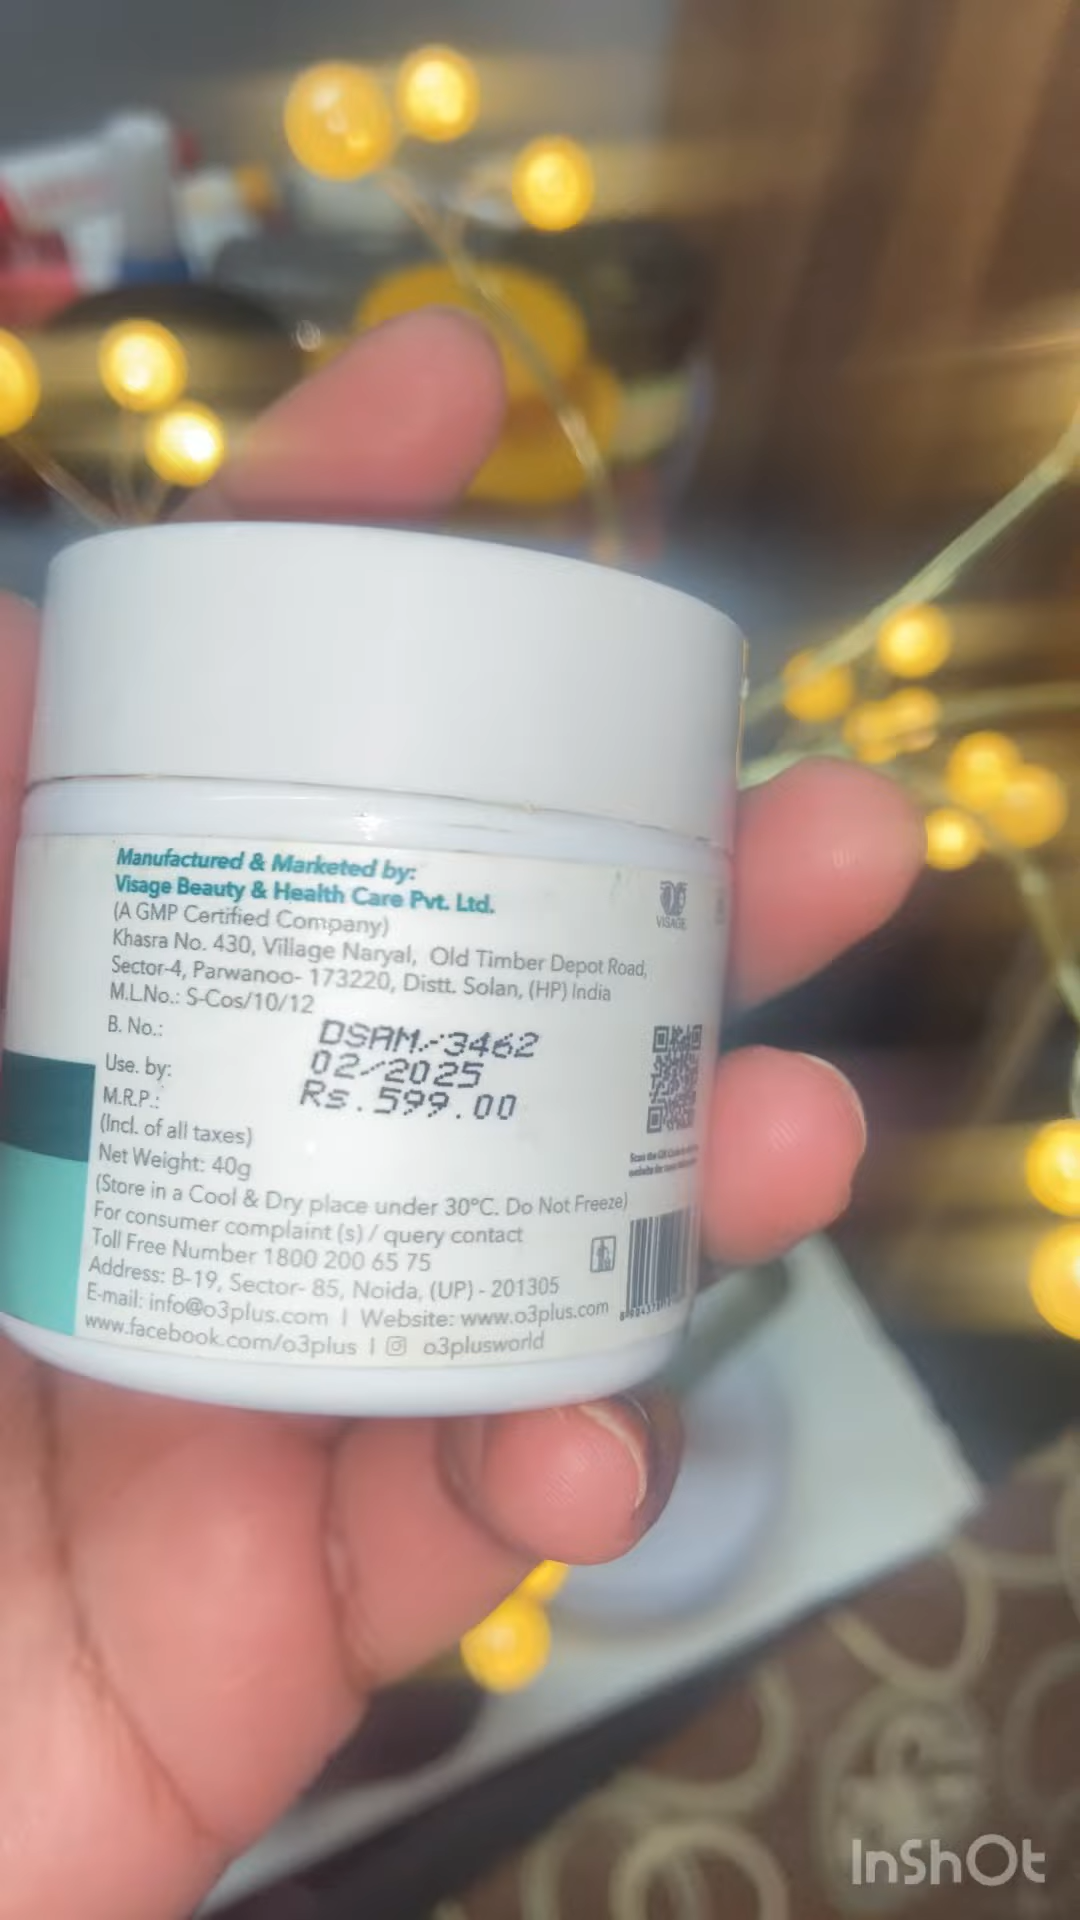 Manufactured & Marketed by:
Visage Beauty & Health Care Pvt. Ltd.
(A GMP Certified Company)
Khasra No. 430, Village Naryal, Old Timber Depot Road,
Sector-4, Parwanoo- 173220, Distt. Solan, (HP) India
M.L.No.: S-Cos/10/12
B. No.: DSAM-3462
Use. by: 02/2025
M.R.P.: Rs.599.00
(Incl. of all taxes)
Net Weight: 40g
(Store in a Cool & Dry place under 30°C. Do Not Freeze)
For consumer complaint (s) / query contact
Toll Free Number 1800 200 65 75
Address: B-19, Sector- 85, Noida, (UP) - 201305
E-mail: info@o3plus.com | Website: www.o3plus.com
www.facebook.com/o3plus | o3plusworld
VISAGE
InShOt